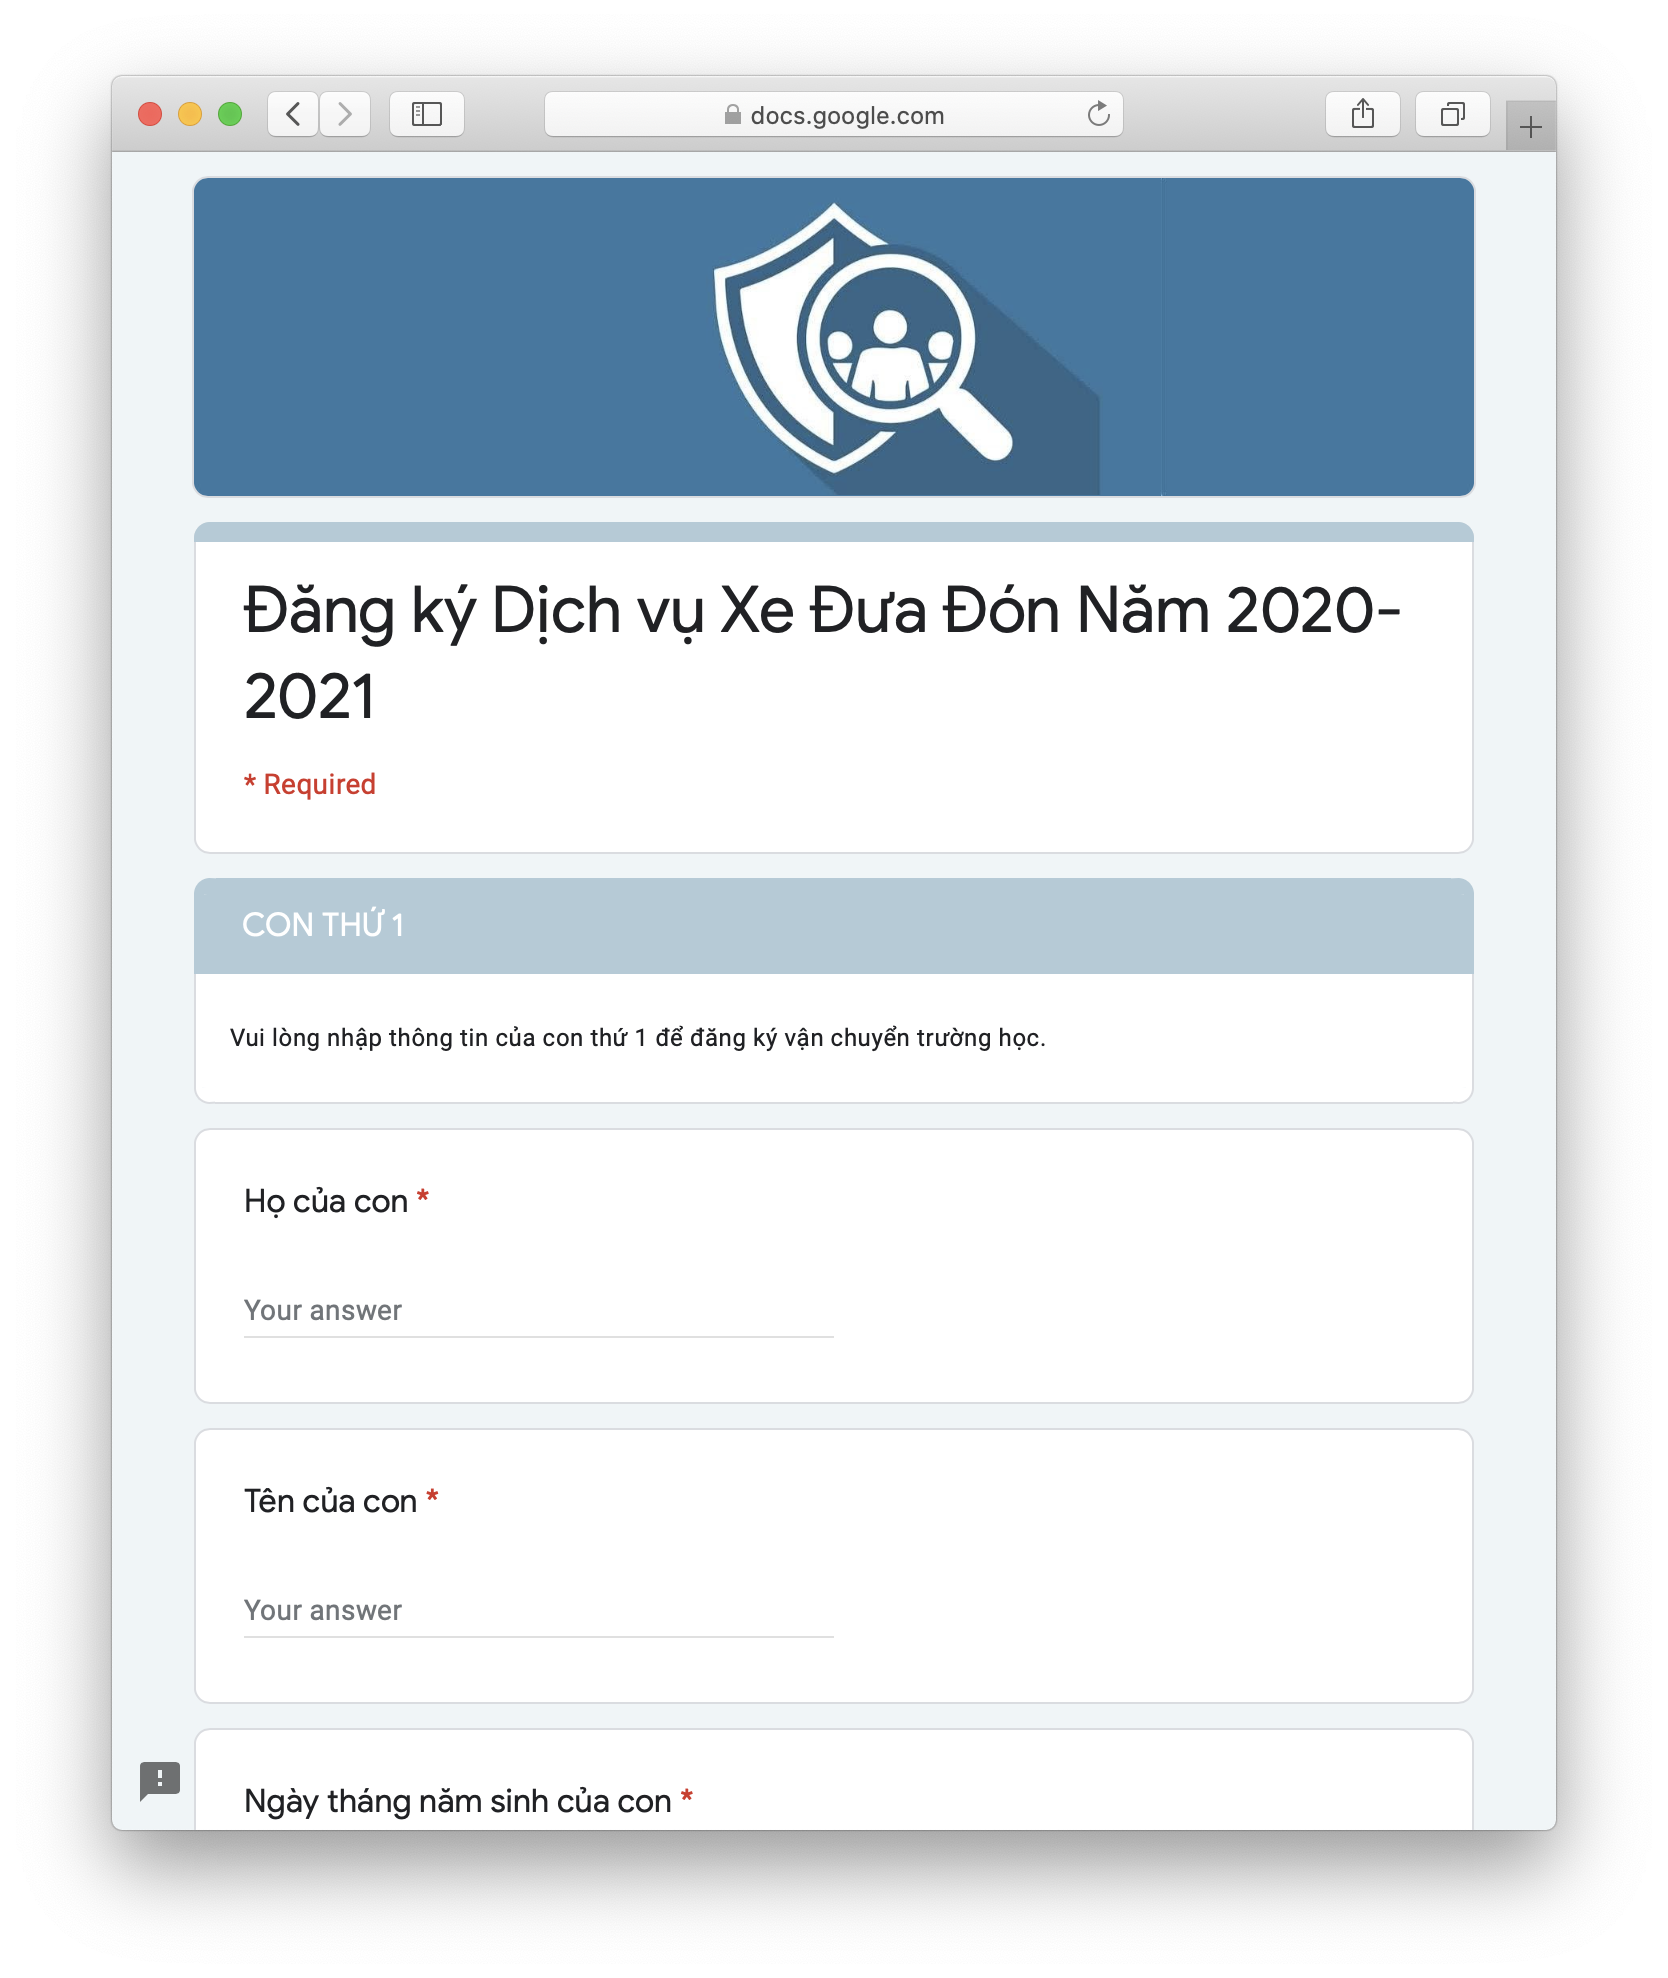 docs.google.com
Đăng ký Dịch vụ Xe Đưa Đón Năm 2020-
2021
* Required
CON THỨ 1
Vui lòng nhập thông tin của con thứ 1 để đăng ký vận chuyển trường học.
Họ của con *
Your answer
Tên của con *
Your answer
Ngày tháng năm sinh của con *